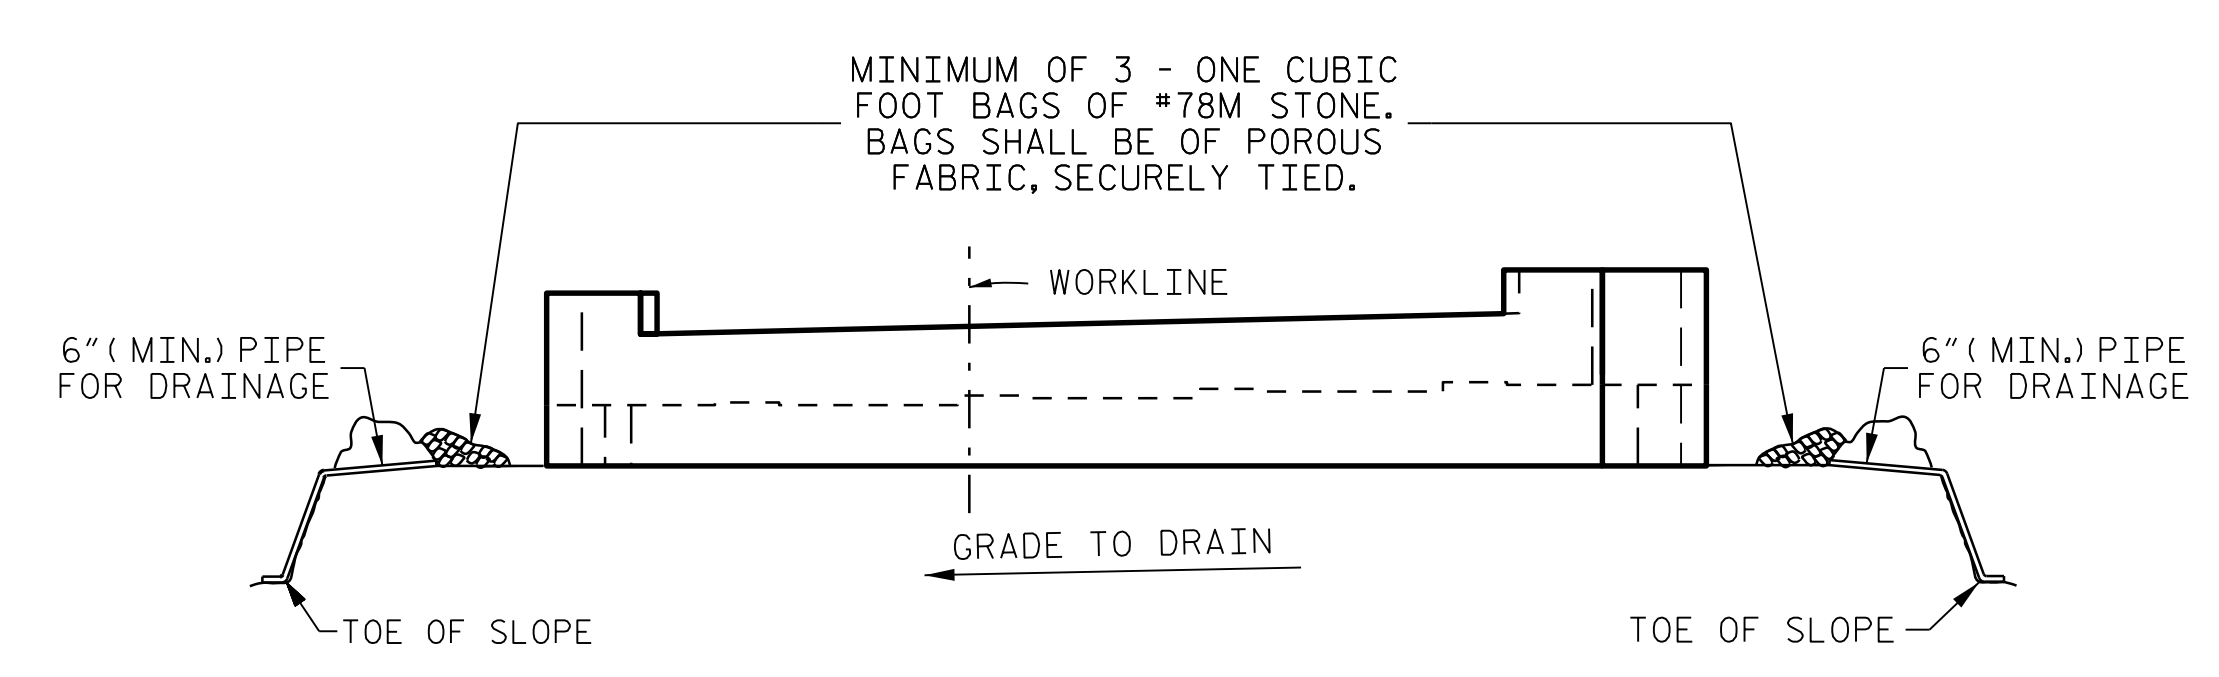 MINIMUM OF 3 - ONE CUBIC
FOOT BAGS OF #78M STONE.
BAGS SHALL BE OF POROUS
FABRIC, SECURELY TIED.
WORKLINE
6"(MIN.) PIPE
FOR DRAINAGE
6"(MIN.) PIPE
FOR DRAINAGE
GRADE TO DRAIN
TOE OF SLOPE
TOE OF SLOPE